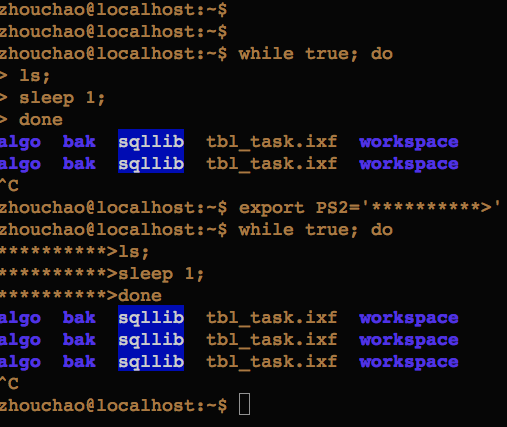 zhouchao@localhost:~$
zhouchao@localhost:~$
zhouchao@localhost:~$ while true; do
> ls;
> sleep 1;
> done
algo bak sqllib tbl_task.ixf workspace
algo bak sqllib tbl_task.ixf workspace
^C
zhouchao@localhost:~$ export PS2='**********>'
zhouchao@localhost:~$ while true; do
**********>ls;
**********>sleep 1;
**********>done
algo bak sqllib tbl_task.ixf workspace
algo bak sqllib tbl_task.ixf workspace
algo bak sqllib tbl_task.ixf workspace
^C
zhouchao@localhost:~$